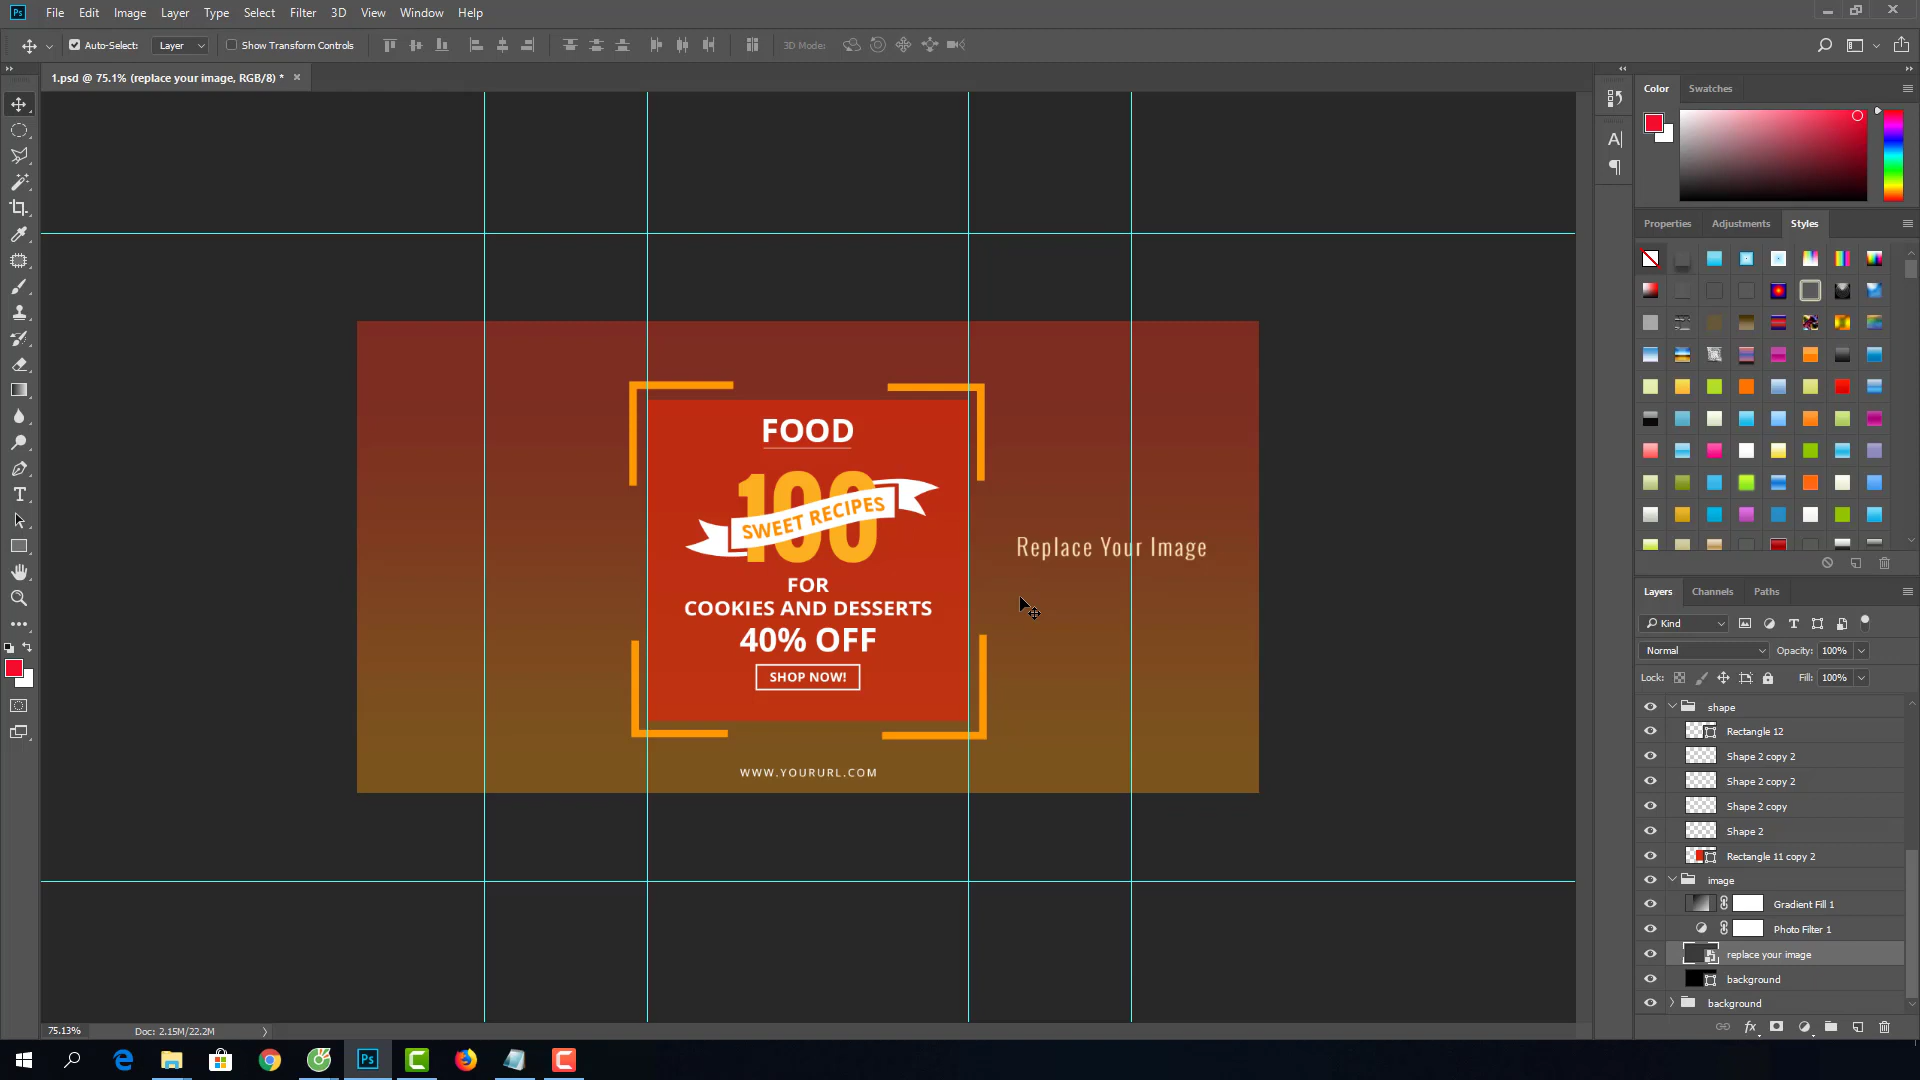 Ps File Edit Image Layer Type Select Filter 3D View Window Help
Auto-Select: Layer Show Transform Controls 3D Mode:
1.psd @ 75.1% (replace your image, RGB/8) *
Color Swatches
Properties Adjustments Styles
FOOD
100
SWEET RECIPES
FOR
COOKIES AND DESSERTS
40% OFF
SHOP NOW!
WWW.YOURURL.COM
Replace Your Image
Layers Channels Paths
Kind
Normal Opacity: 100%
Lock: Fill: 100%
shape
Rectangle 12
Shape 2 copy 2
Shape 2 copy 2
Shape 2 copy
Shape 2
Rectangle 11 copy 2
image
Gradient Fill 1
Photo Filter 1
replace your image
background
background
75.13% Doc: 2.15M/22.2M
Ps